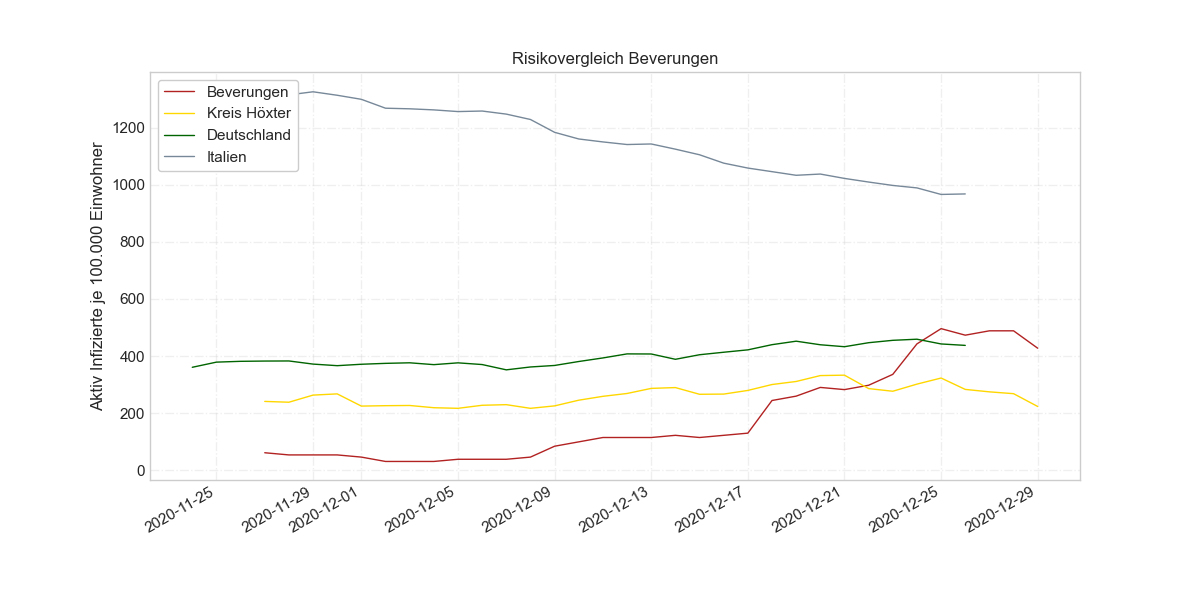 Risikovergleich Beverungen
Beverungen
Kreis Höxter
Deutschland
Italien
Aktiv Infizierte je 100.000 Einwohner
1200
1000
800
600
400
200
0
2020-11-25
2020-11-29
2020-12-01
2020-12-05
2020-12-09
2020-12-13
2020-12-17
2020-12-21
2020-12-25
2020-12-29